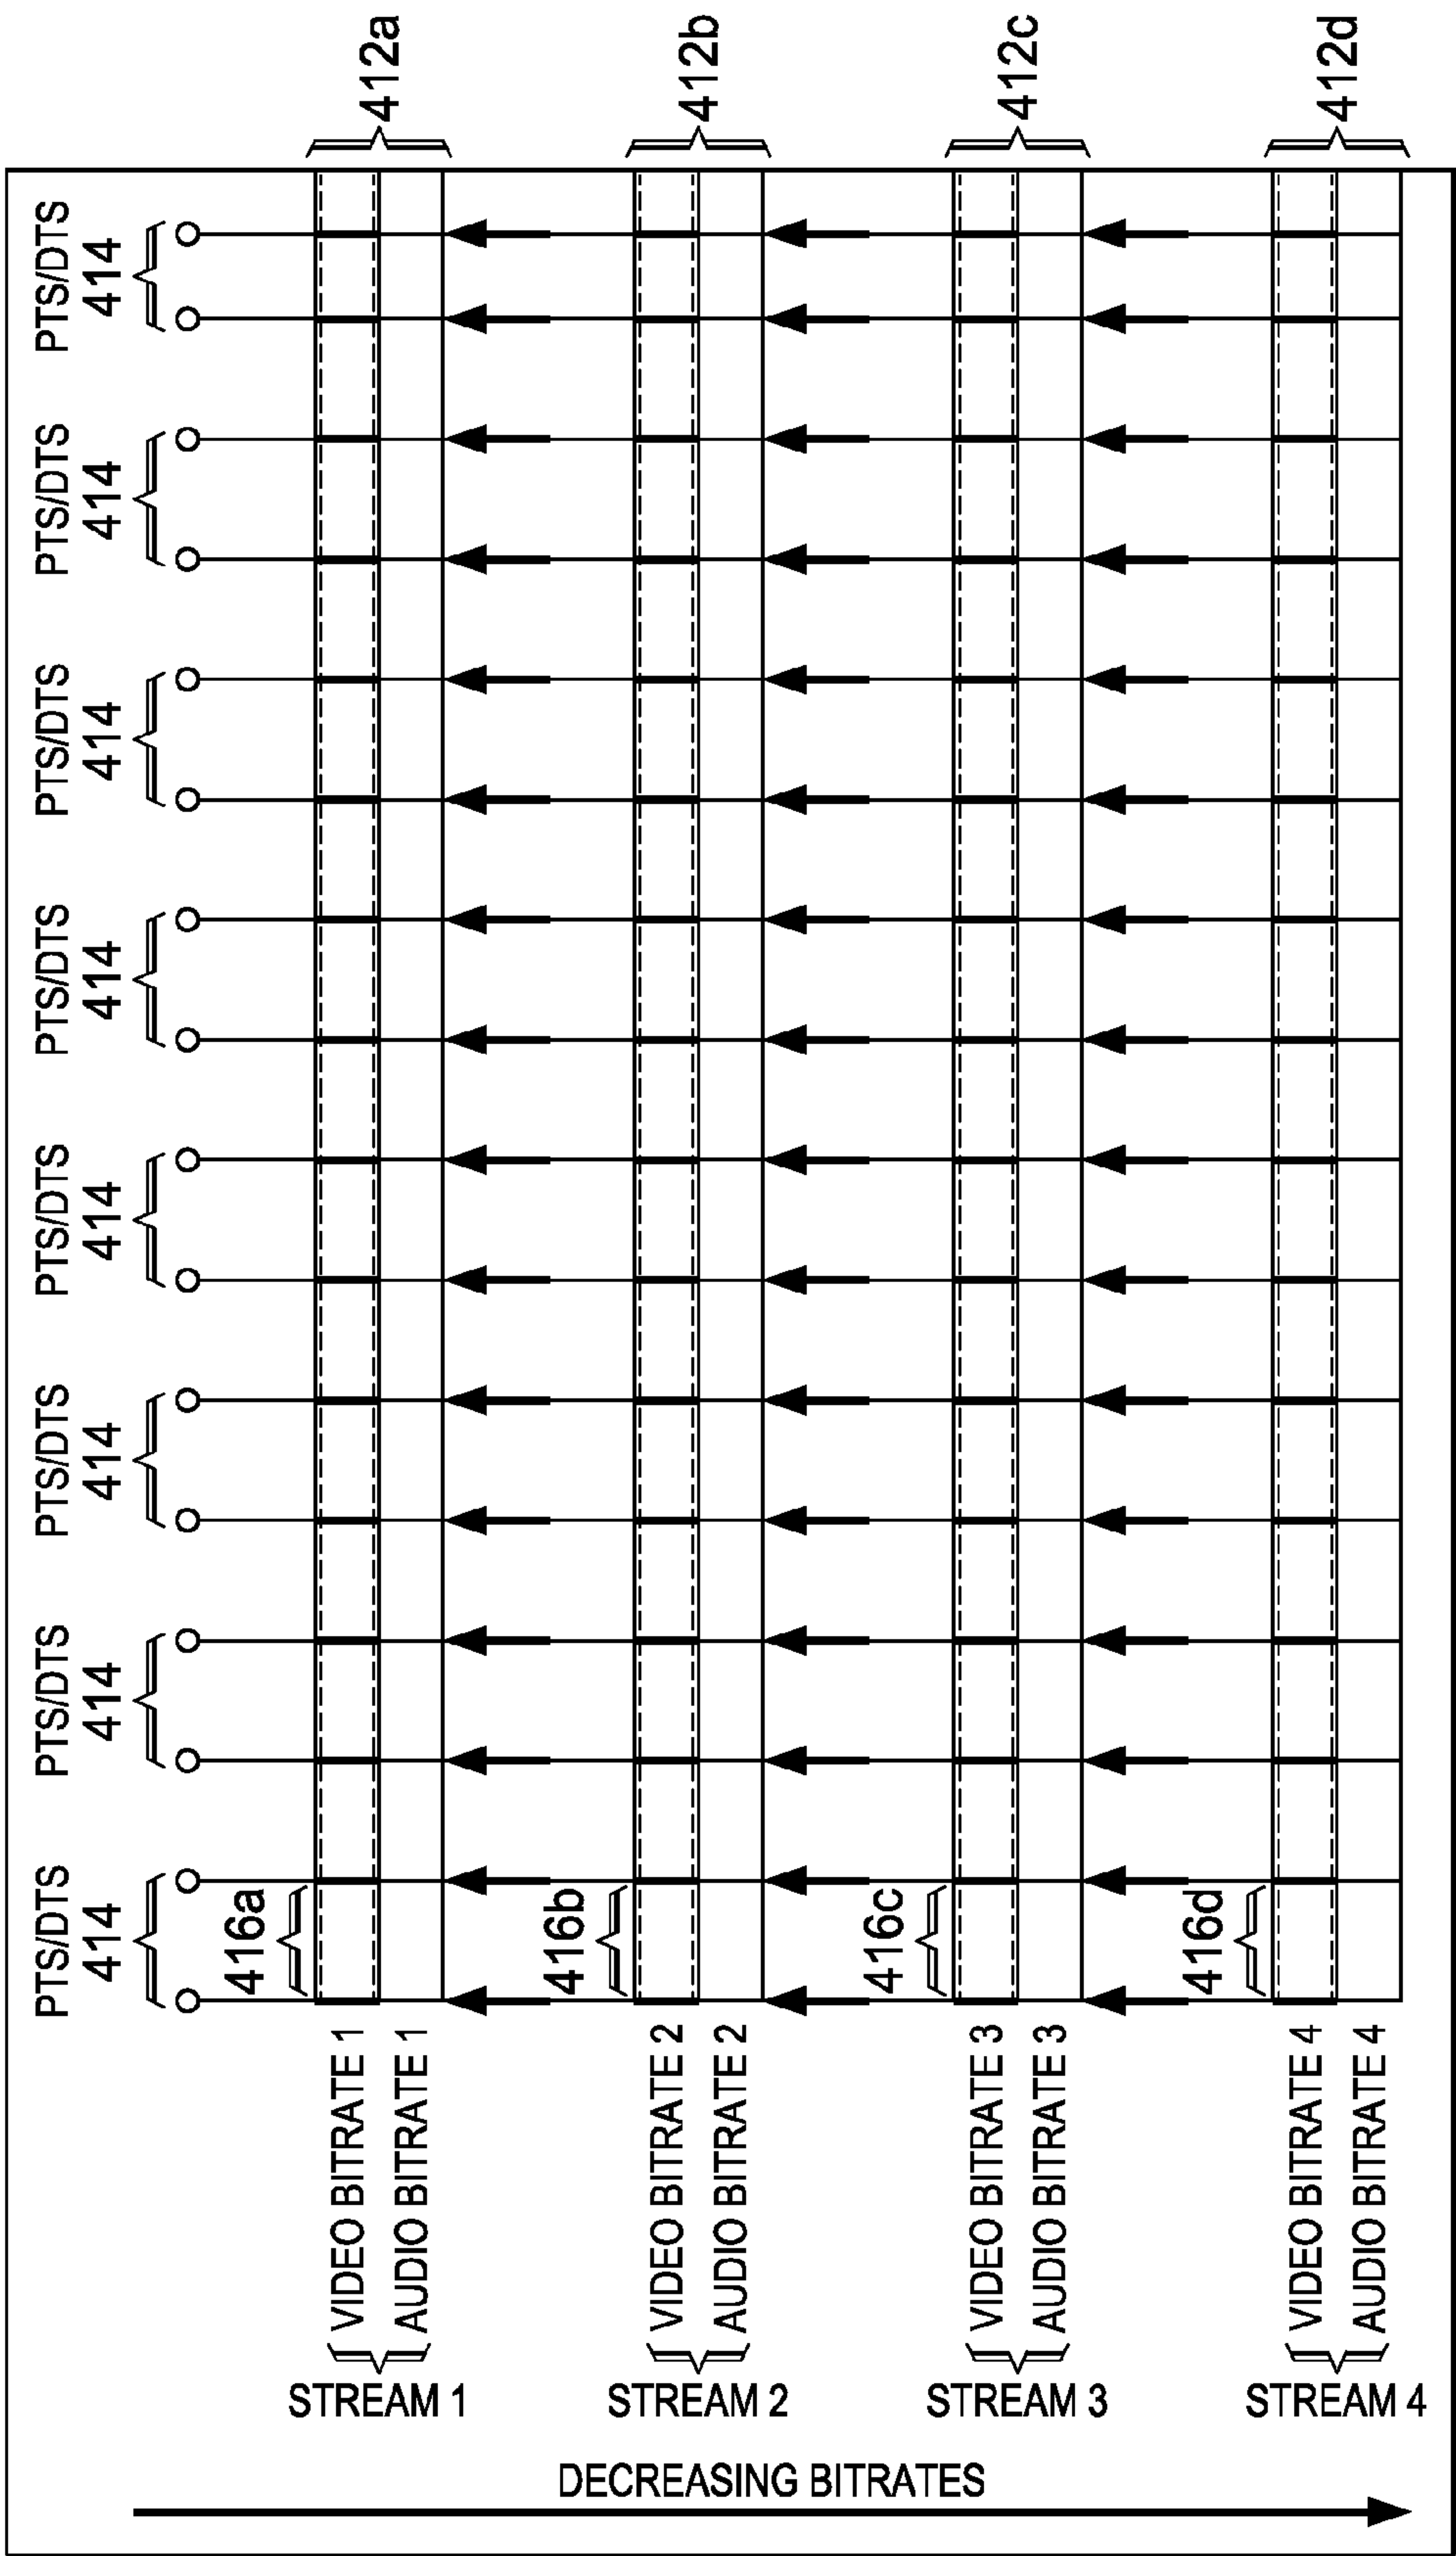 412a
412b
412c
412d
PTS/DTS
414
PTS/DTS
414
PTS/DTS
414
PTS/DTS
414
PTS/DTS
414
PTS/DTS
414
PTS/DTS
414
PTS/DTS
414
416a
416b
416c
416d
VIDEO BITRATE 1
AUDIO BITRATE 1
VIDEO BITRATE 2
AUDIO BITRATE 2
VIDEO BITRATE 3
AUDIO BITRATE 3
VIDEO BITRATE 4
AUDIO BITRATE 4
STREAM 1
STREAM 2
STREAM 3
STREAM 4
DECREASING BITRATES